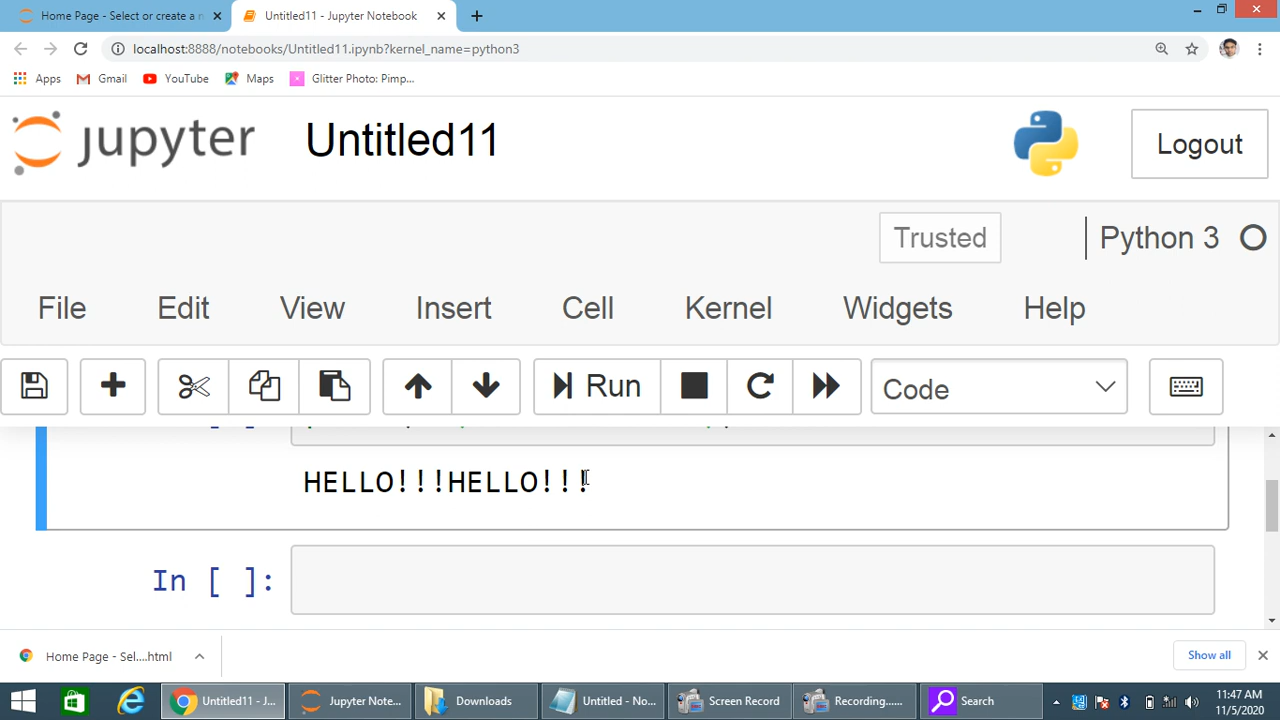 Home Page - Select or create a n
Untitled11 - Jupyter Notebook
localhost:8888/notebooks/Untitled11.ipynb?kernel_name=python3
Apps
Gmail
YouTube
Maps
Glitter Photo: Pimp...
jupyter
Untitled11
Logout
Trusted
Python 3
File
Edit
View
Insert
Cell
Kernel
Widgets
Help
Run
Code
HELLO!!!HELLO!!!
In [ ]:
Home Page - Sel....html
Show all
Untitled11 - J...
Jupyter Note...
Downloads
Untitled - No...
Screen Record
Recording......
Search
11:47 AM
11/5/2020